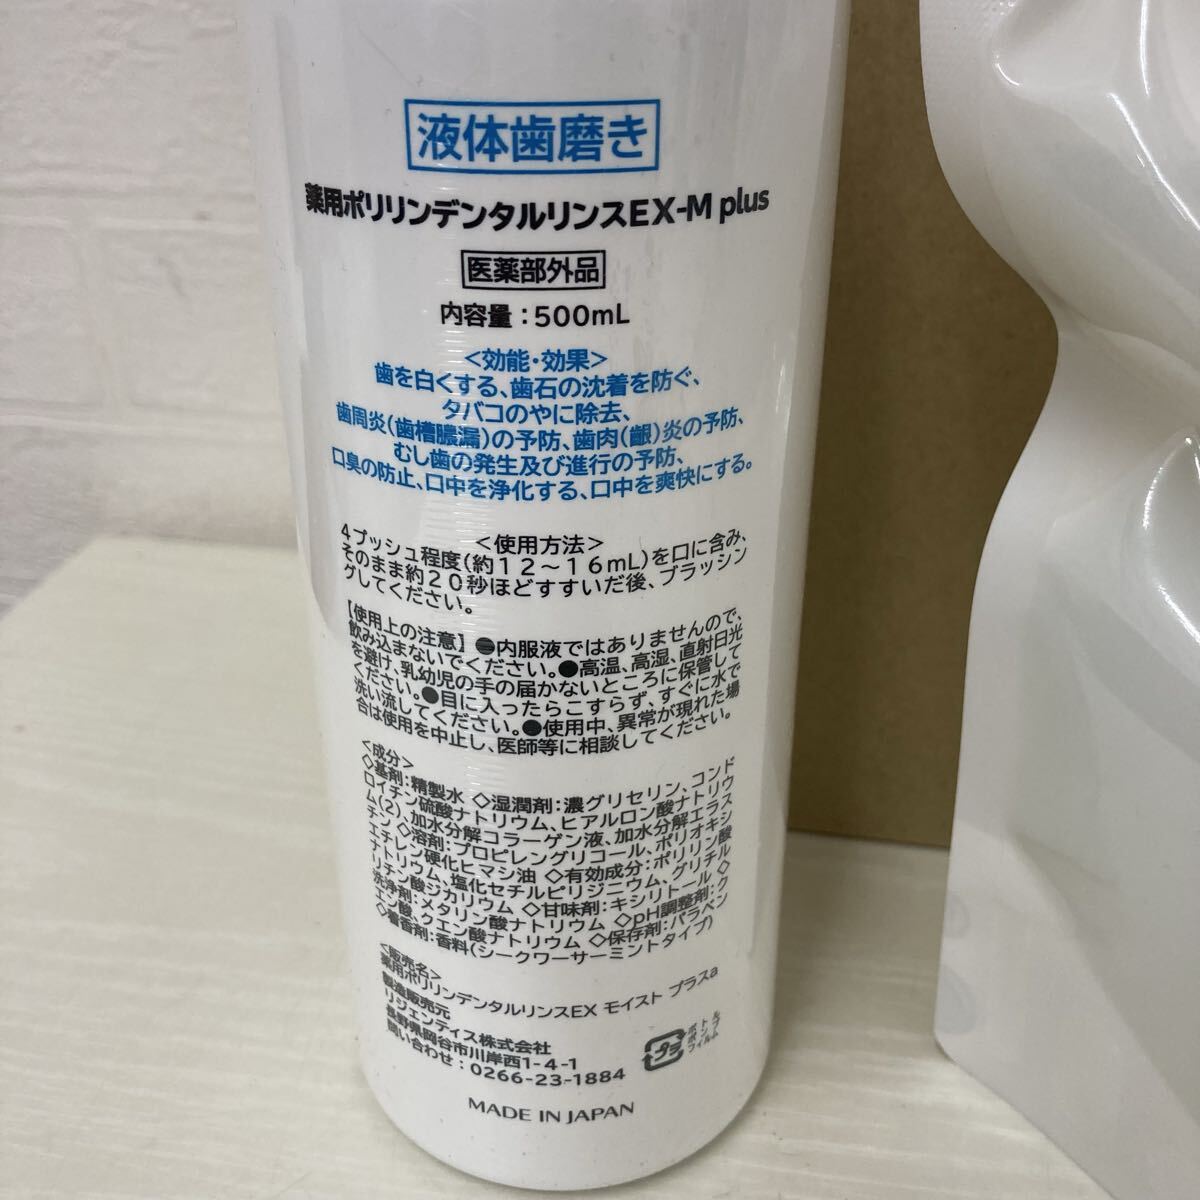 液体歯磨き
薬用ポリリンデンタルリンスEX-M plus
医薬部外品
内容量：500mL
＜効能・効果＞
歯を白くする、歯石の沈着を防ぐ、
タバコのやに除去、
歯周炎(歯槽膿漏)の予防、歯肉(齦)炎の予防、
むし歯の発生及び進行の予防、
口臭の防止、口中を浄化する、口中を爽快にする。
＜使用方法＞
4プッシュ程度(約１２～１６mL)を口に含み、
そのまま約２０秒ほどすすいだ後、ブラッシン
グしてください。
【使用上の注意】●内服液ではありませんので、
飲み込まないでください。●高温、高湿、直射日光
を避け、乳幼児の手の届かないところに保管して
ください。●目に入ったらこすらず、すぐに水で
洗い流してください。●使用中、異常が現れた場
合は使用を中止し、医師等に相談してください。
＜成分＞
◇基剤：精製水 ◇湿潤剤：濃グリセリン、コンド
ロイチン硫酸ナトリウム、ヒアルロン酸ナトリウ
ム(2)、加水分解コラーゲン液、加水分解エラス
チン ◇溶剤：プロピレングリコール、ポリオキシ
エチレン硬化ヒマシ油 ◇有効成分：ポリリン酸
ナトリウム、塩化セチルピリジニウム、グリチル
リチン酸ジカリウム ◇甘味剤：キシリトール ◇
洗浄剤：メタリン酸ナトリウム ◇pH調整剤：ク
エン酸、クエン酸ナトリウム ◇保存剤：パラベン
◇着香剤：香料(シークワーサーミントタイプ)
＜販売名＞
薬用ポリリンデンタルリンスEX モイスト プラスa
製造販売元
リジェンティス株式会社
長野県岡谷市川岸西1-4-1
問い合わせ：0266-23-1884
プラ
ボトル
ポンプ
フィルム
MADE IN JAPAN